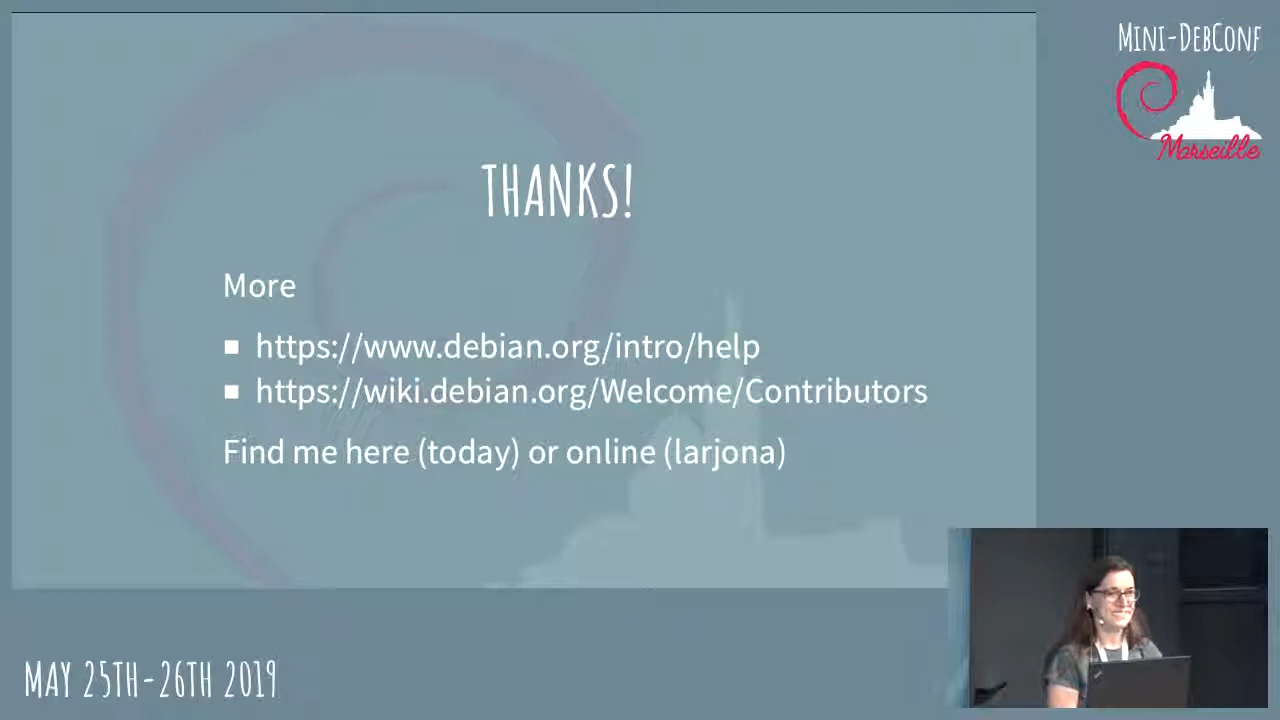 MINI-DEBCONF
Marseille
THANKS!
More
https://www.debian.org/intro/help
https://wiki.debian.org/Welcome/Contributors
Find me here (today) or online (larjona)
MAY 25TH-26TH 2019